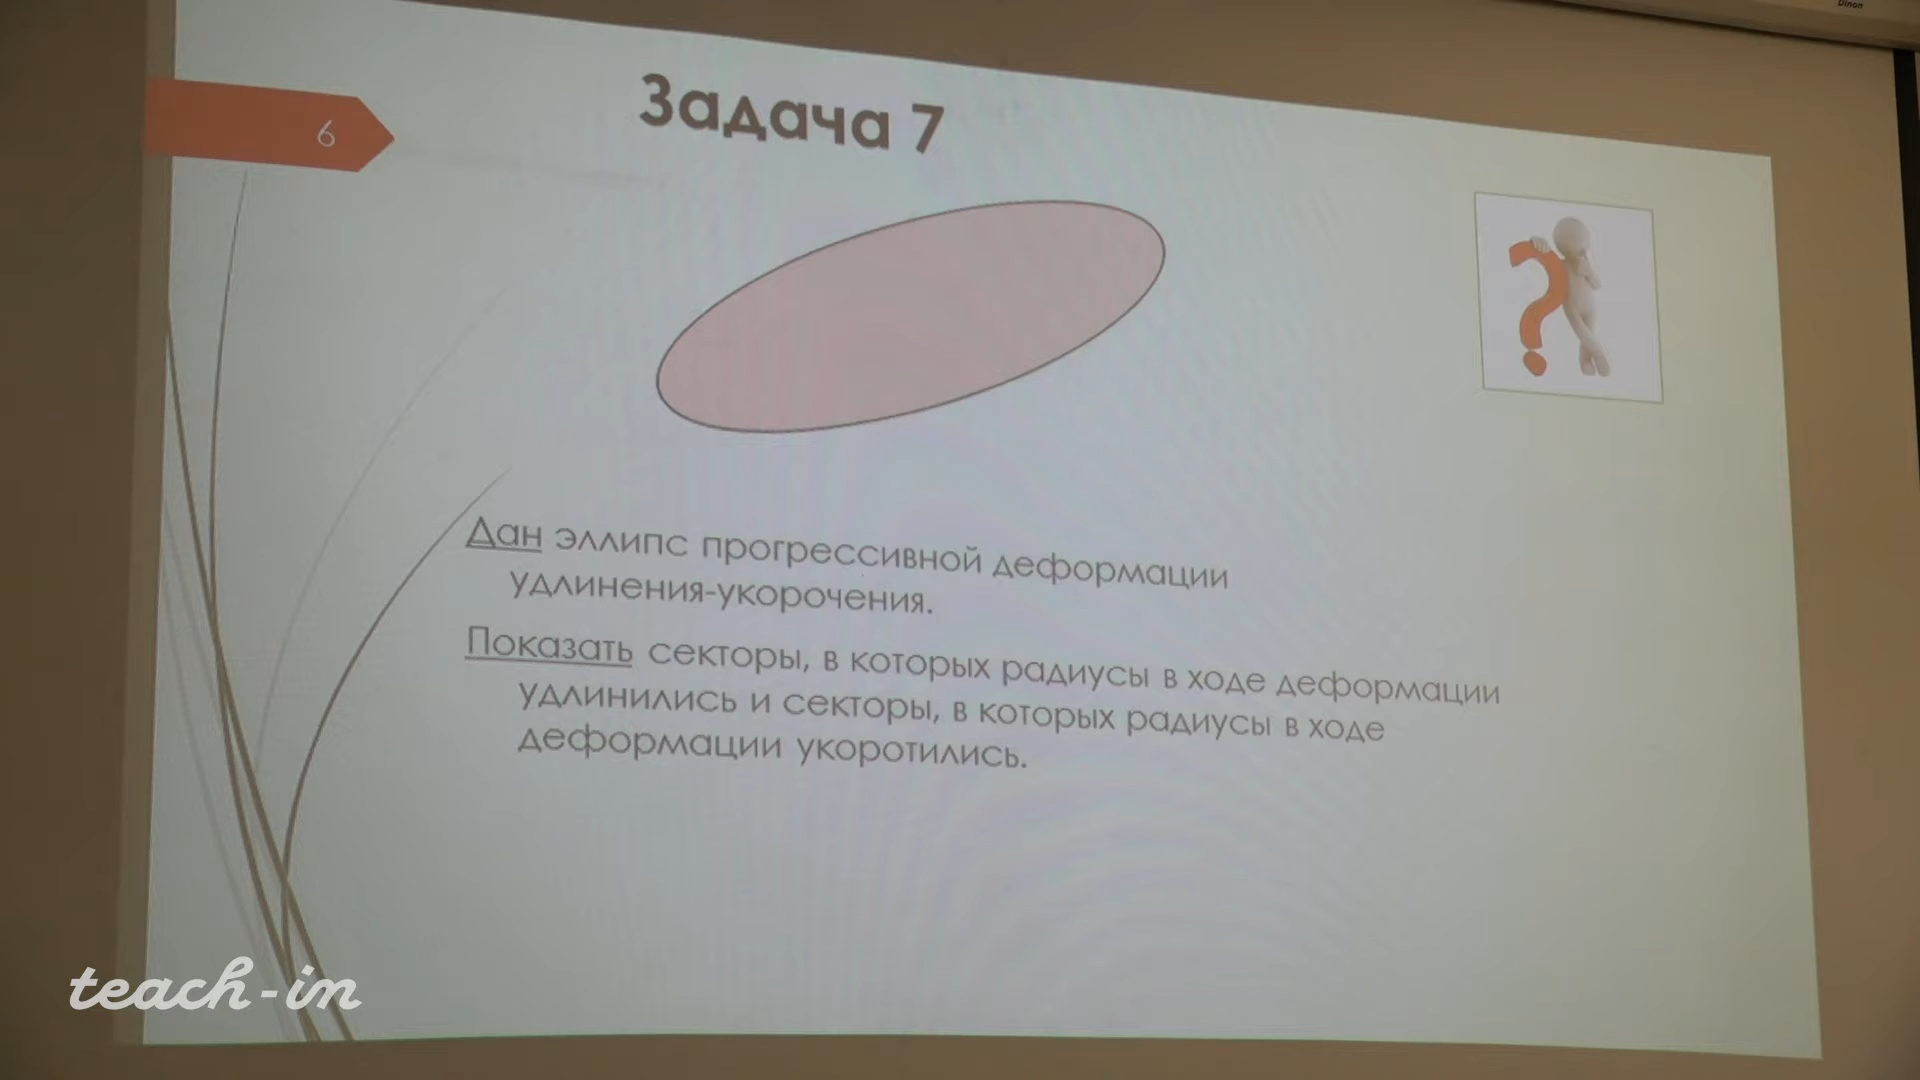 Dinon
6
Задача 7
?
Дан эллипс прогрессивной деформации
удлинения-укорочения.
Показать секторы, в которых радиусы в ходе деформации
удлинились и секторы, в которых радиусы в ходе
деформации укоротились.
teach-in